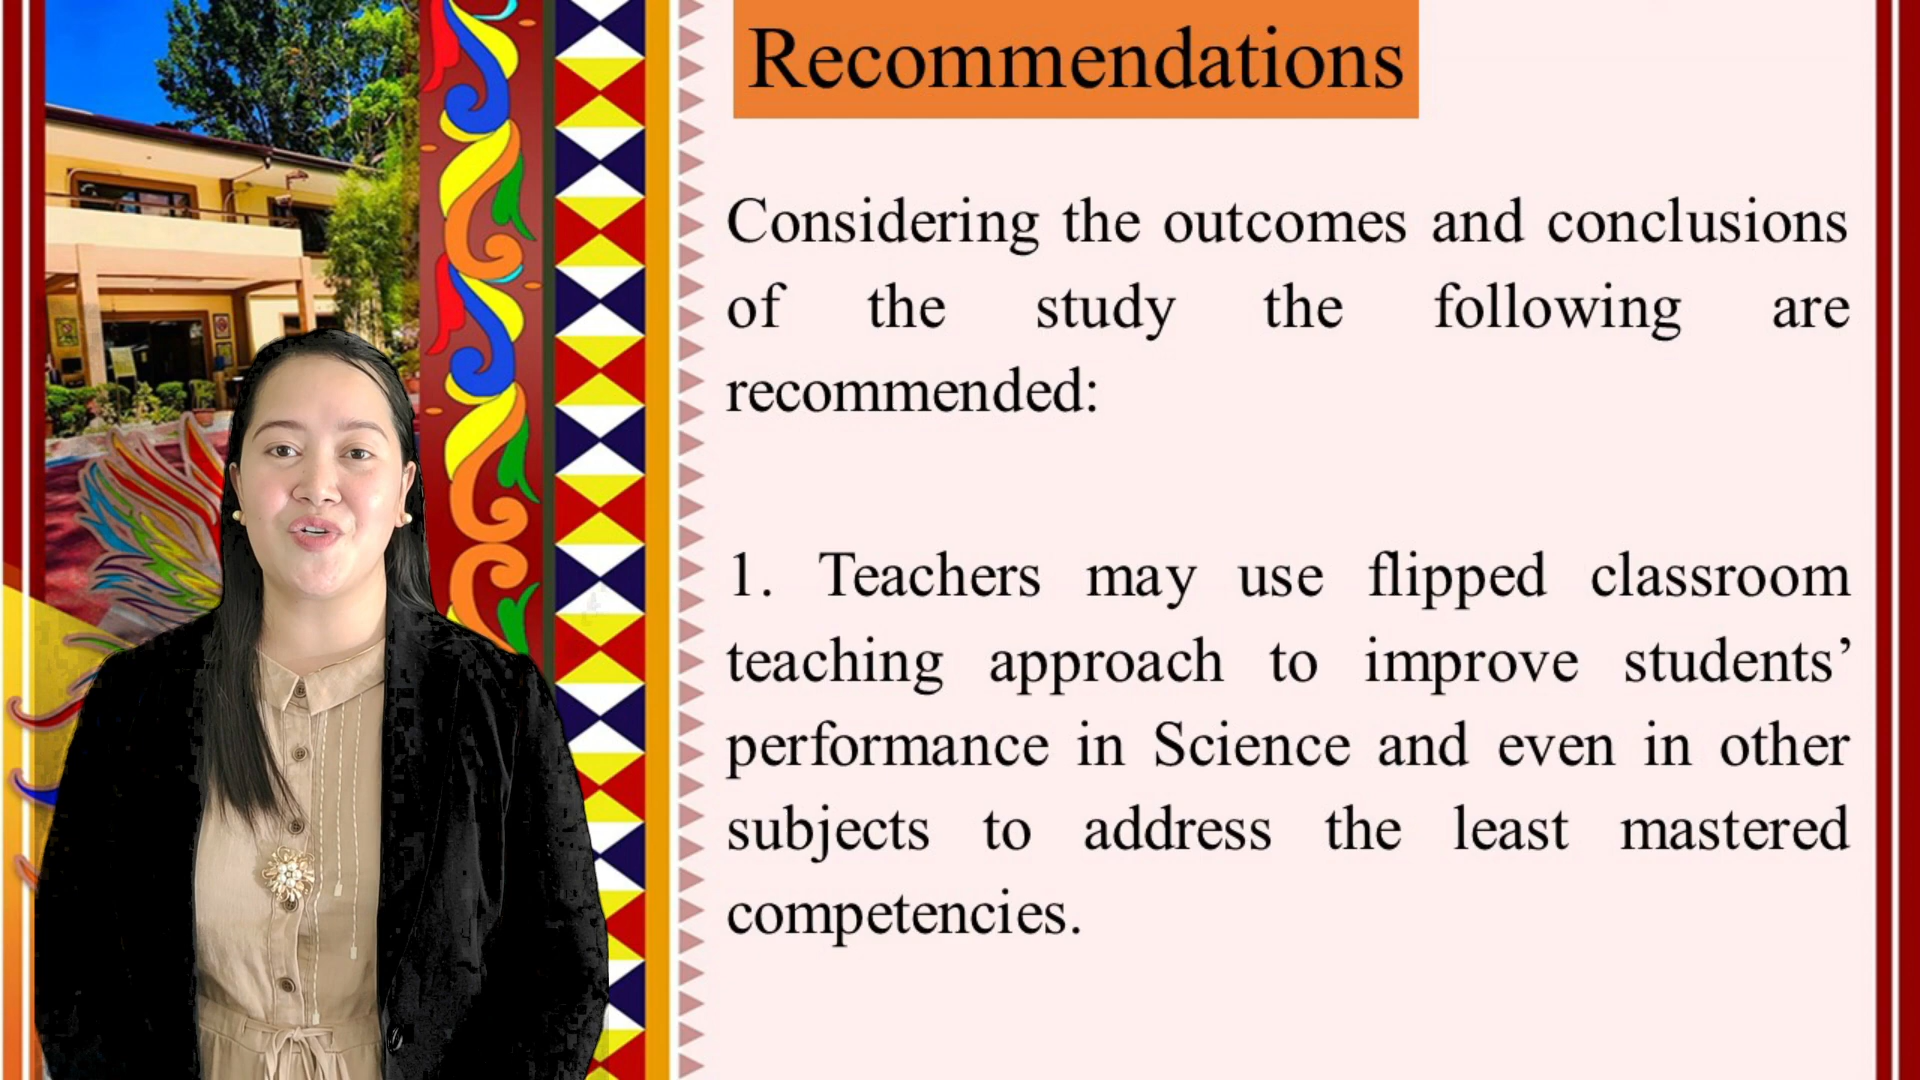 Recommendations
Considering the outcomes and conclusions
of the study the following are
recommended:
1. Teachers may use flipped classroom
teaching approach to improve students’
performance in Science and even in other
subjects to address the least mastered
competencies.